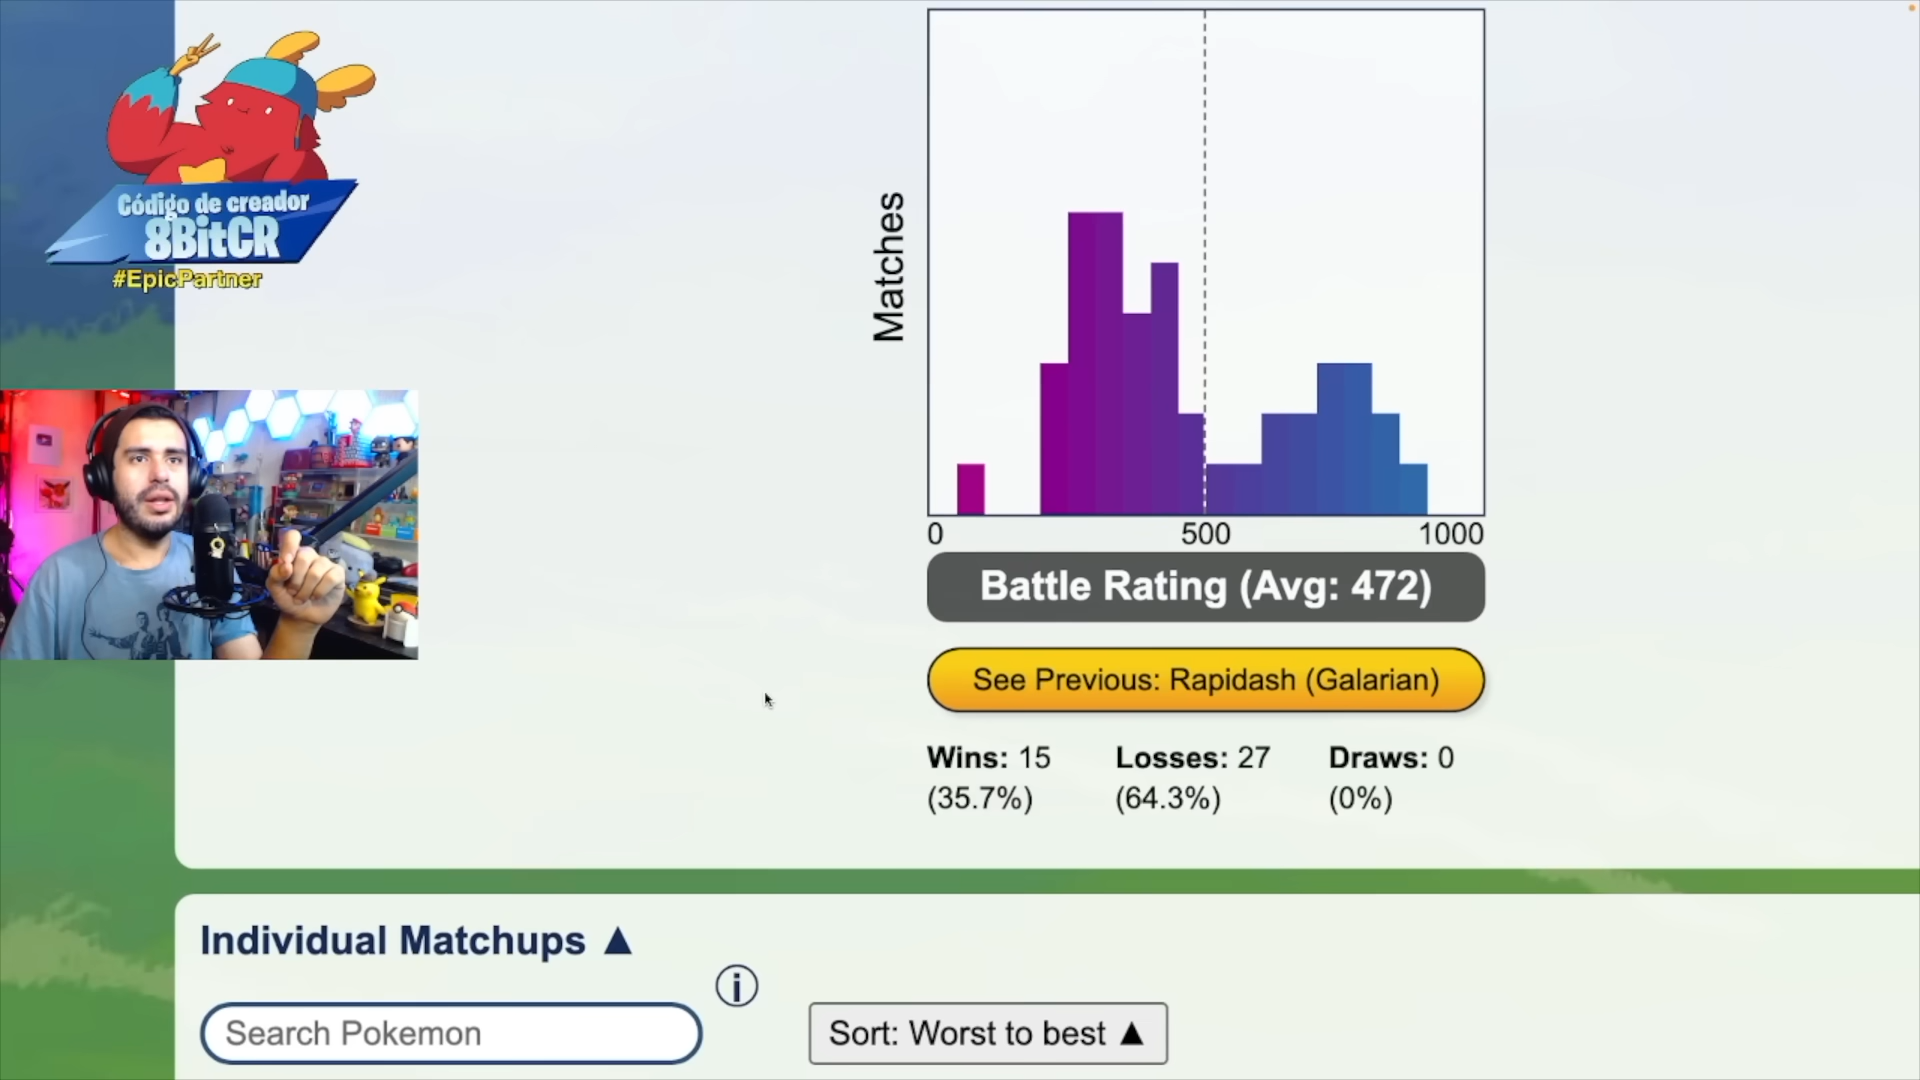 Código de creador
8BitCR
#EpicPartner
Matches
0 500 1000
Battle Rating (Avg: 472)
See Previous: Rapidash (Galarian)
Wins: 15 Losses: 27 Draws: 0
(35.7%) (64.3%) (0%)
Individual Matchups ▲
i
Search Pokemon
Sort: Worst to best ▲